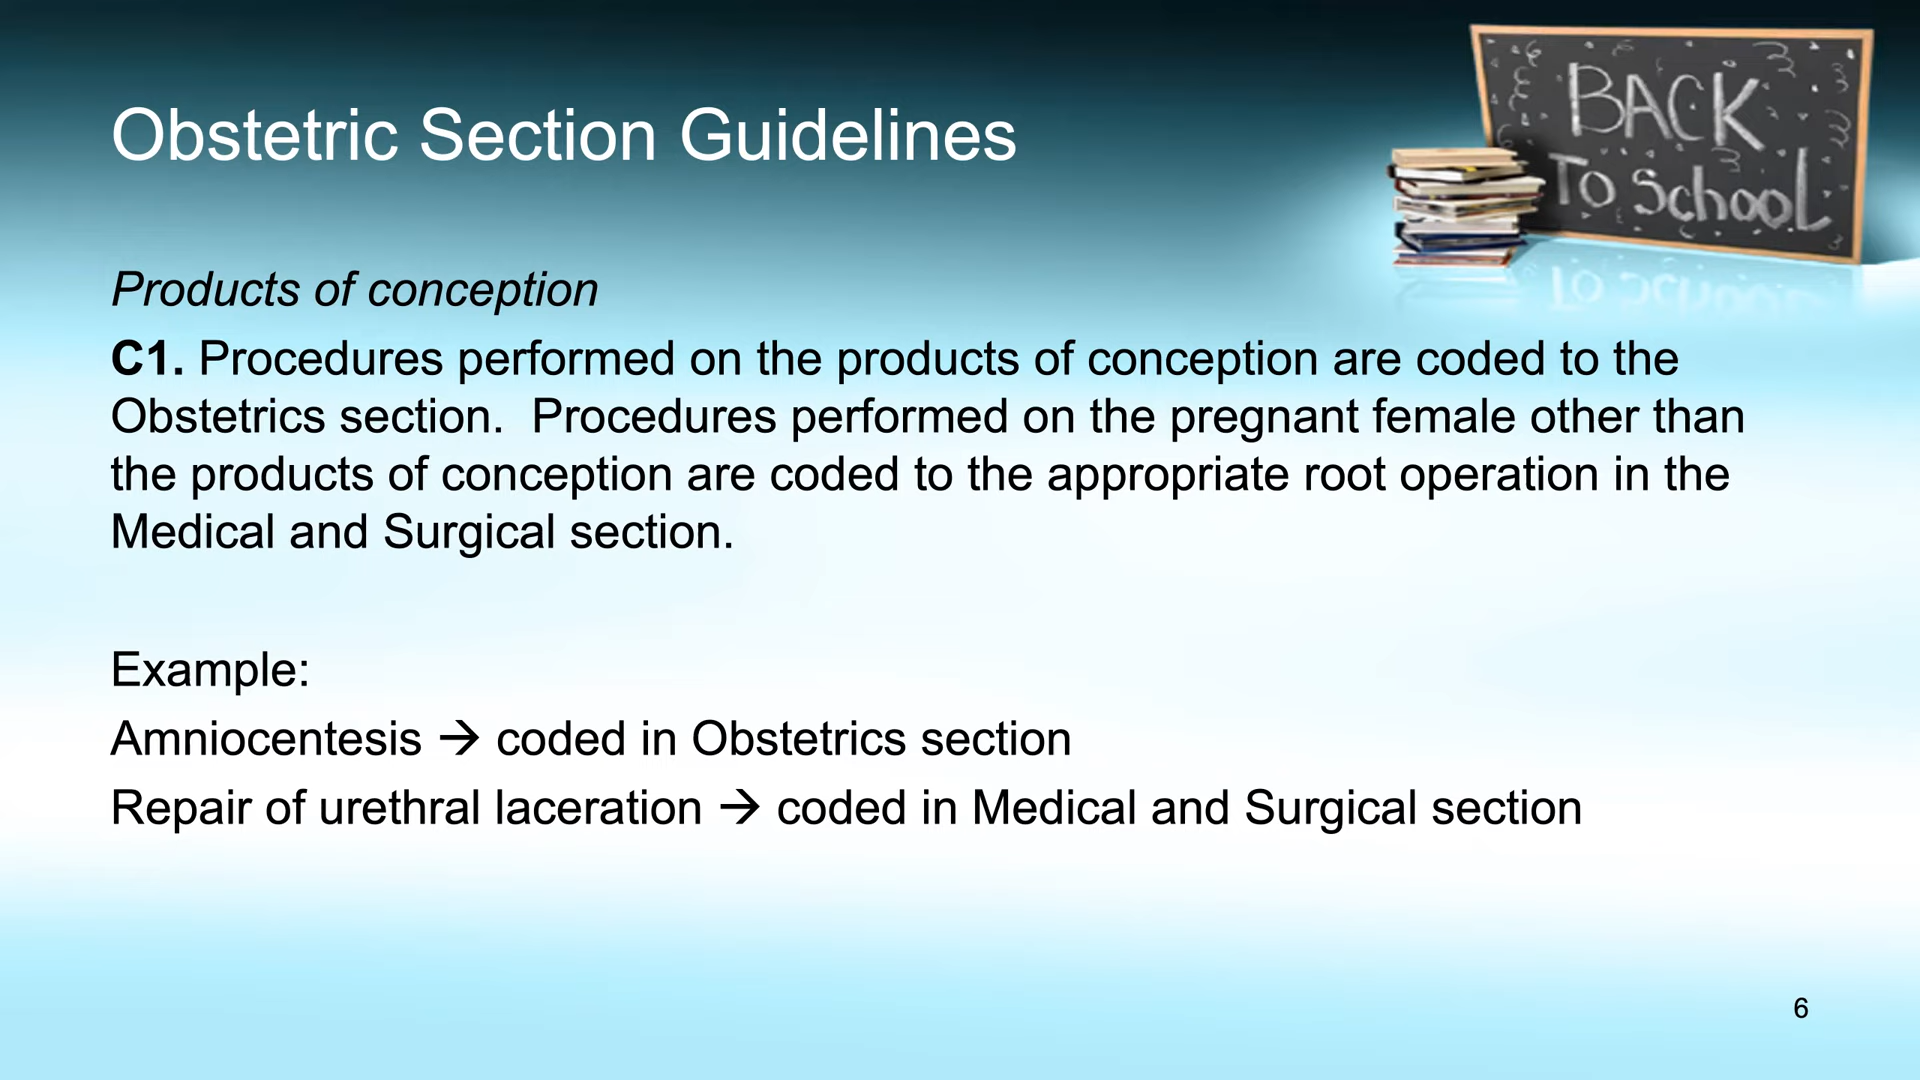 BACK
To School
Obstetric Section Guidelines
Products of conception
C1. Procedures performed on the products of conception are coded to the
Obstetrics section.  Procedures performed on the pregnant female other than
the products of conception are coded to the appropriate root operation in the
Medical and Surgical section.
Example:
Amniocentesis → coded in Obstetrics section
Repair of urethral laceration → coded in Medical and Surgical section
6